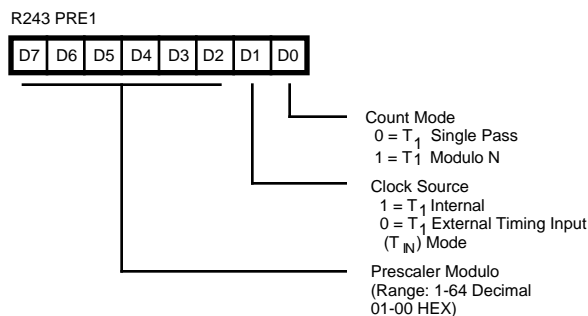 R243 PRE1
D7 D6 D5 D4 D3 D2 D1 D0
Count Mode
0 = T1 Single Pass
1 = T1 Modulo N
Clock Source
1 = T1 Internal
0 = T1 External Timing Input
(T IN) Mode
Prescaler Modulo
(Range: 1-64 Decimal
01-00 HEX)